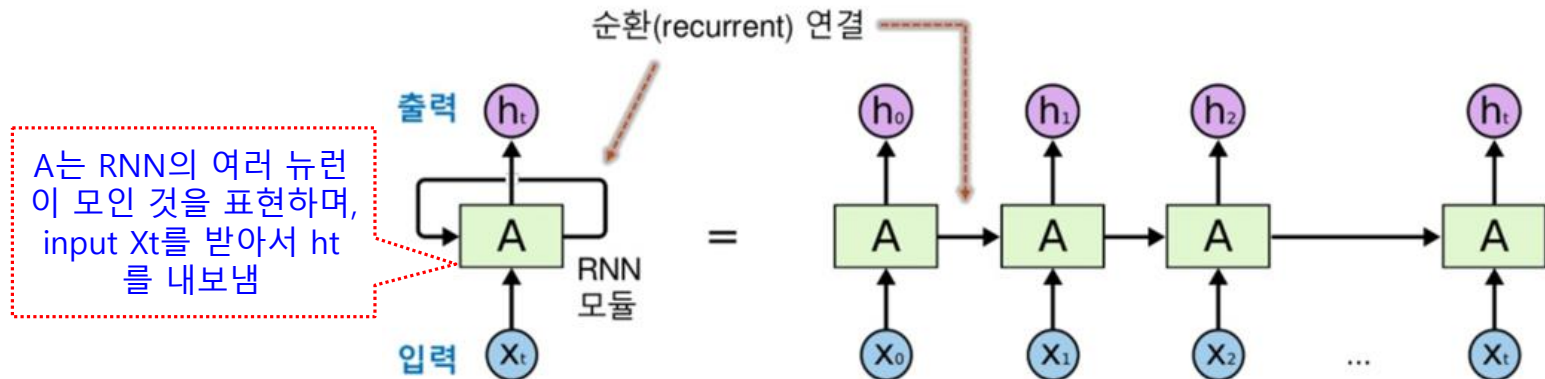 순환(recurrent) 연결
출력 hₜ h₀ h₁ h₂ hₜ
A는 RNN의 여러 뉴런
이 모인 것을 표현하며,
input Xt를 받아서 ht
를 내보냄
A = A A A A
RNN
모듈
입력 xₜ x₀ x₁ x₂ ... xₜ